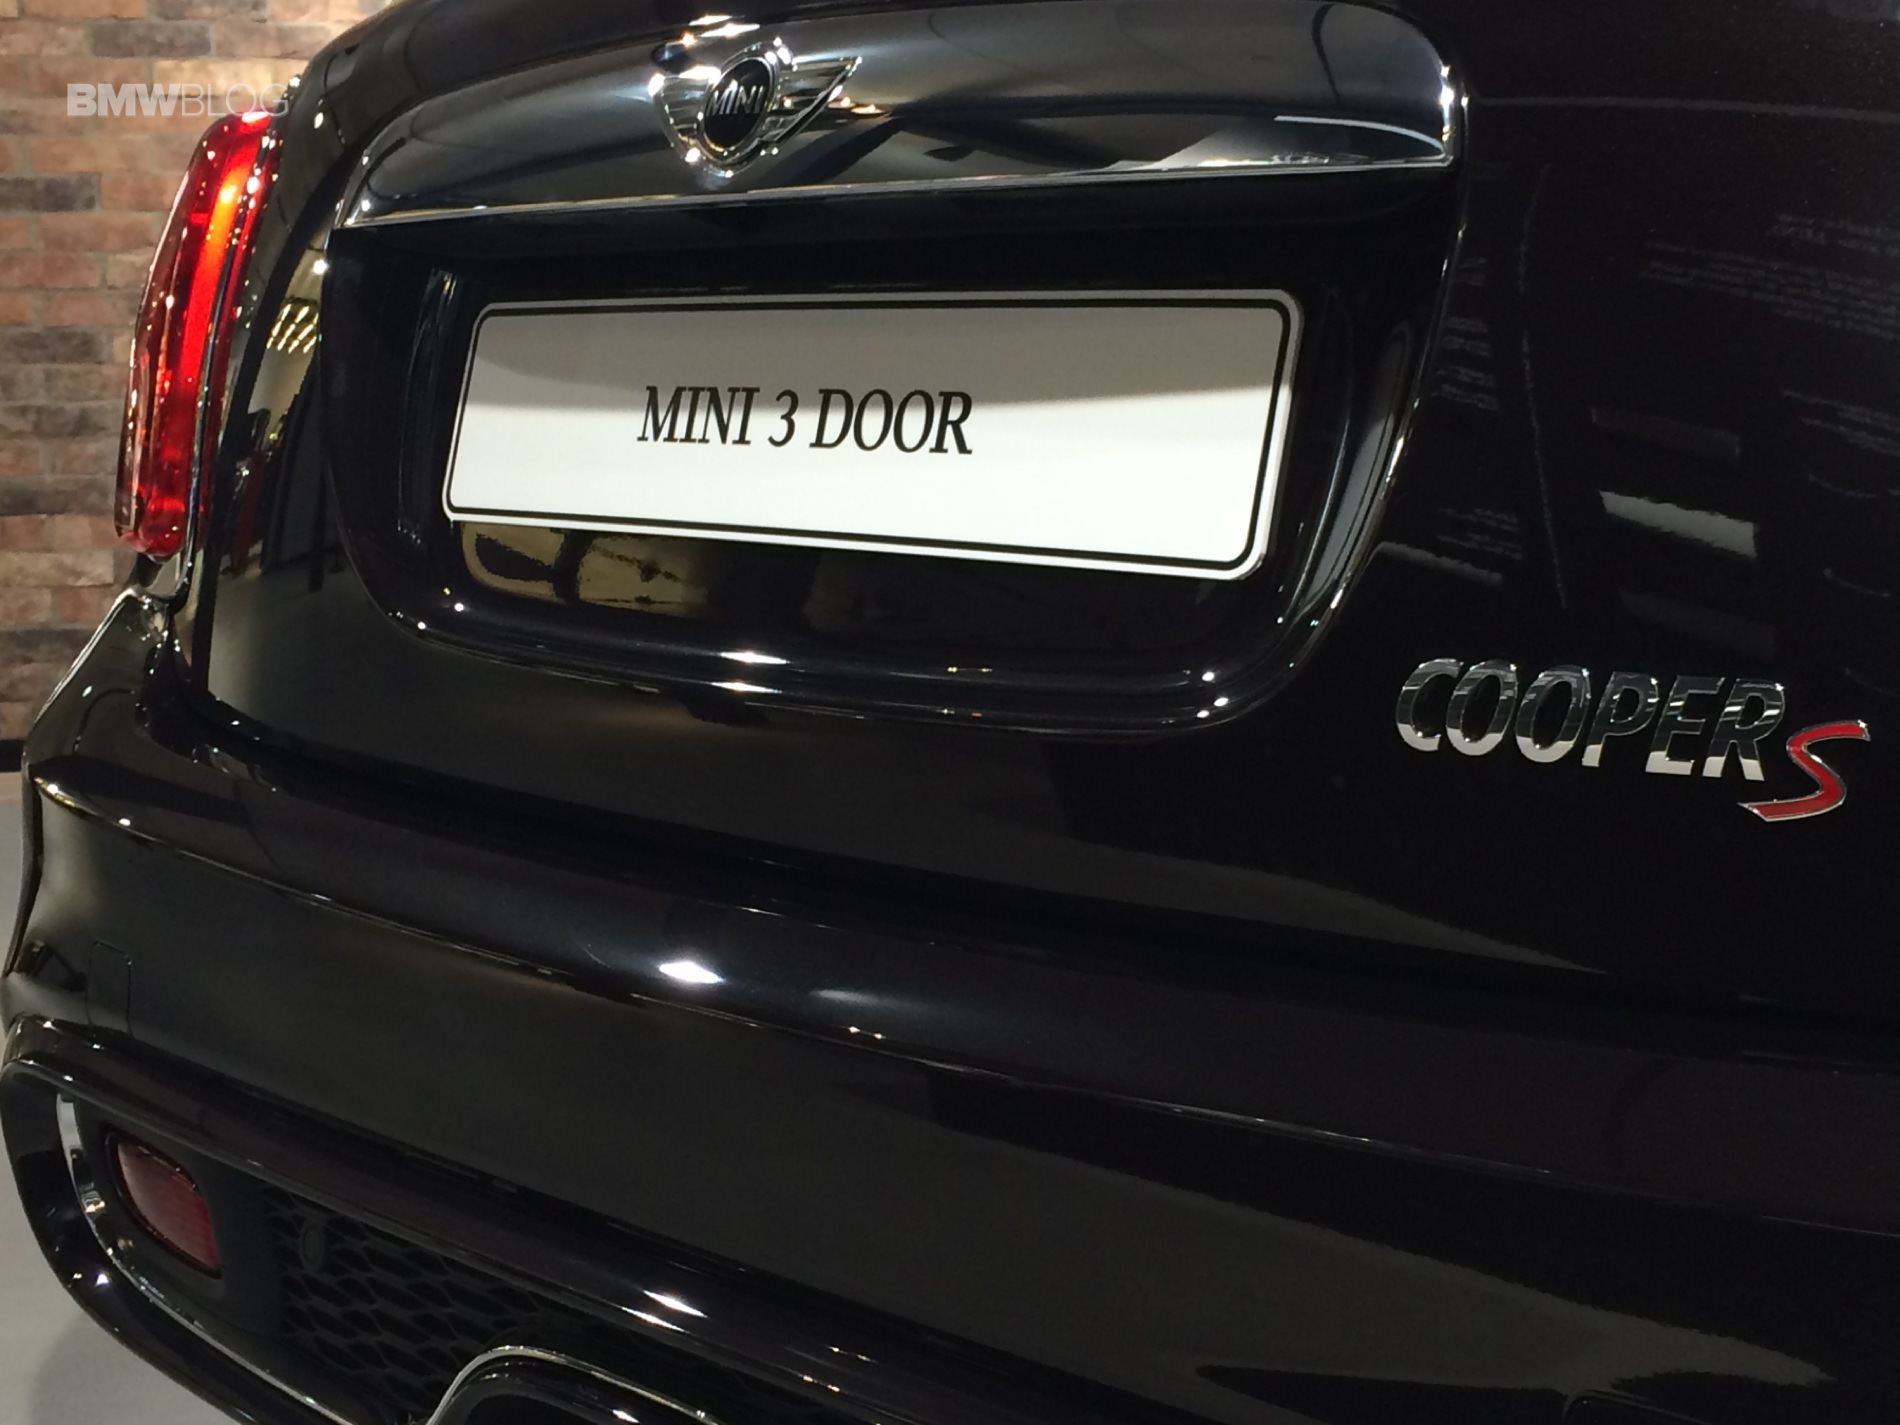 BMWBLOG
MINI
MINI 3 DOOR
COOPER S